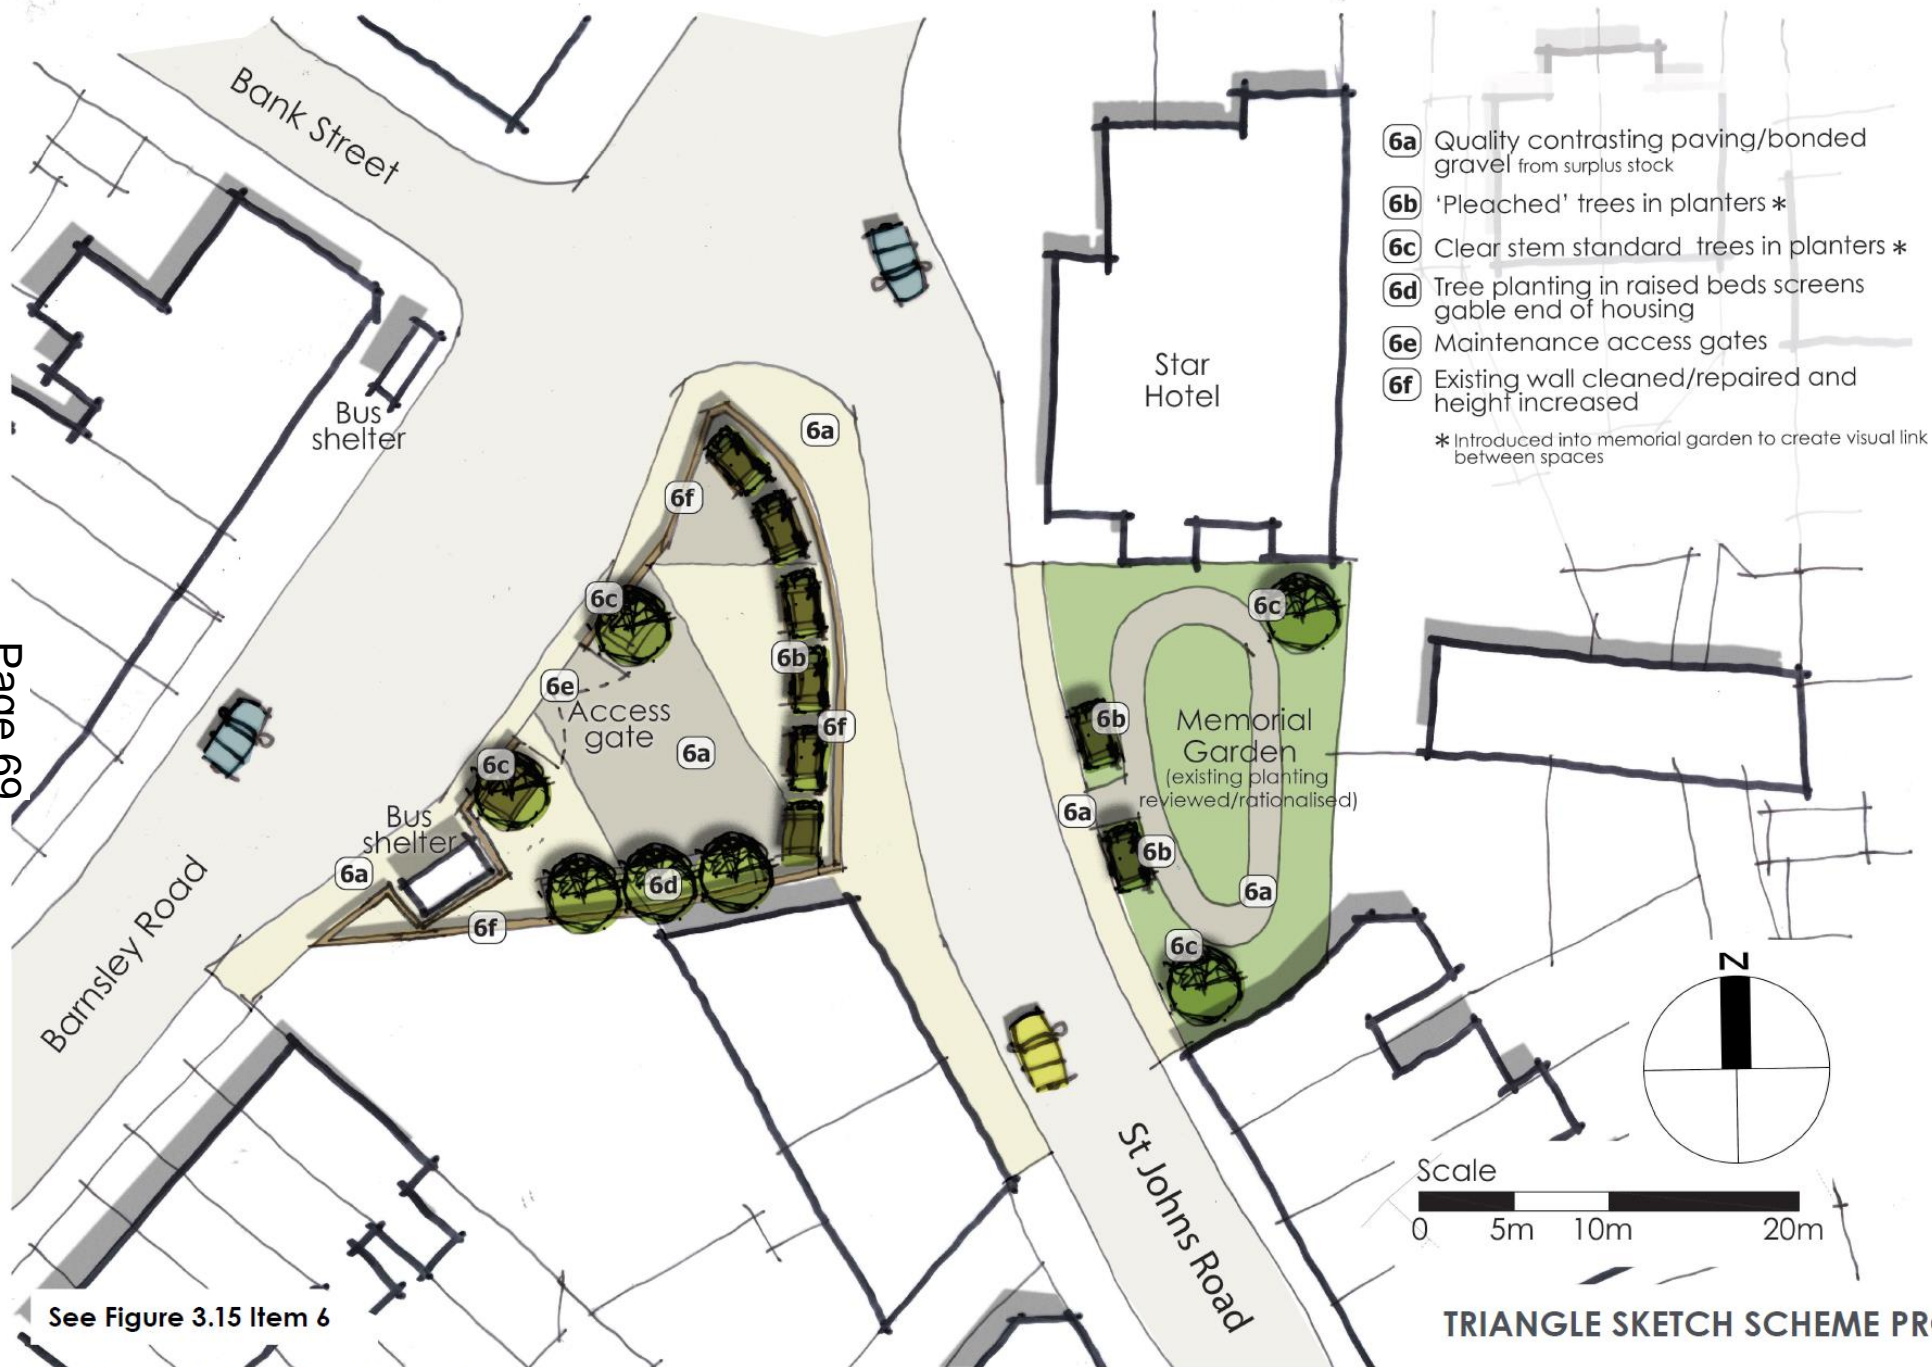 Bank Street
6a Quality contrasting paving/bonded
gravel from surplus stock
6b 'Pleached' trees in planters *
6c Clear stem standard trees in planters *
6d Tree planting in raised beds screens
gable end of housing
6e Maintenance access gates
6f Existing wall cleaned/repaired and
height increased
* Introduced into memorial garden to create visual link
between spaces
Star
Hotel
Bus
shelter
6a
6f
6c
6c
6b
6e
Access
gate
6a
6f
6c
6b
Memorial
Garden
(existing planting
reviewed/rationalised)
6a
6b
6a
Bus
shelter
6a
6d
6f
6c
Barnsley Road
St Johns Road
Page 69
N
Scale
0 5m 10m 20m
See Figure 3.15 Item 6
TRIANGLE SKETCH SCHEME